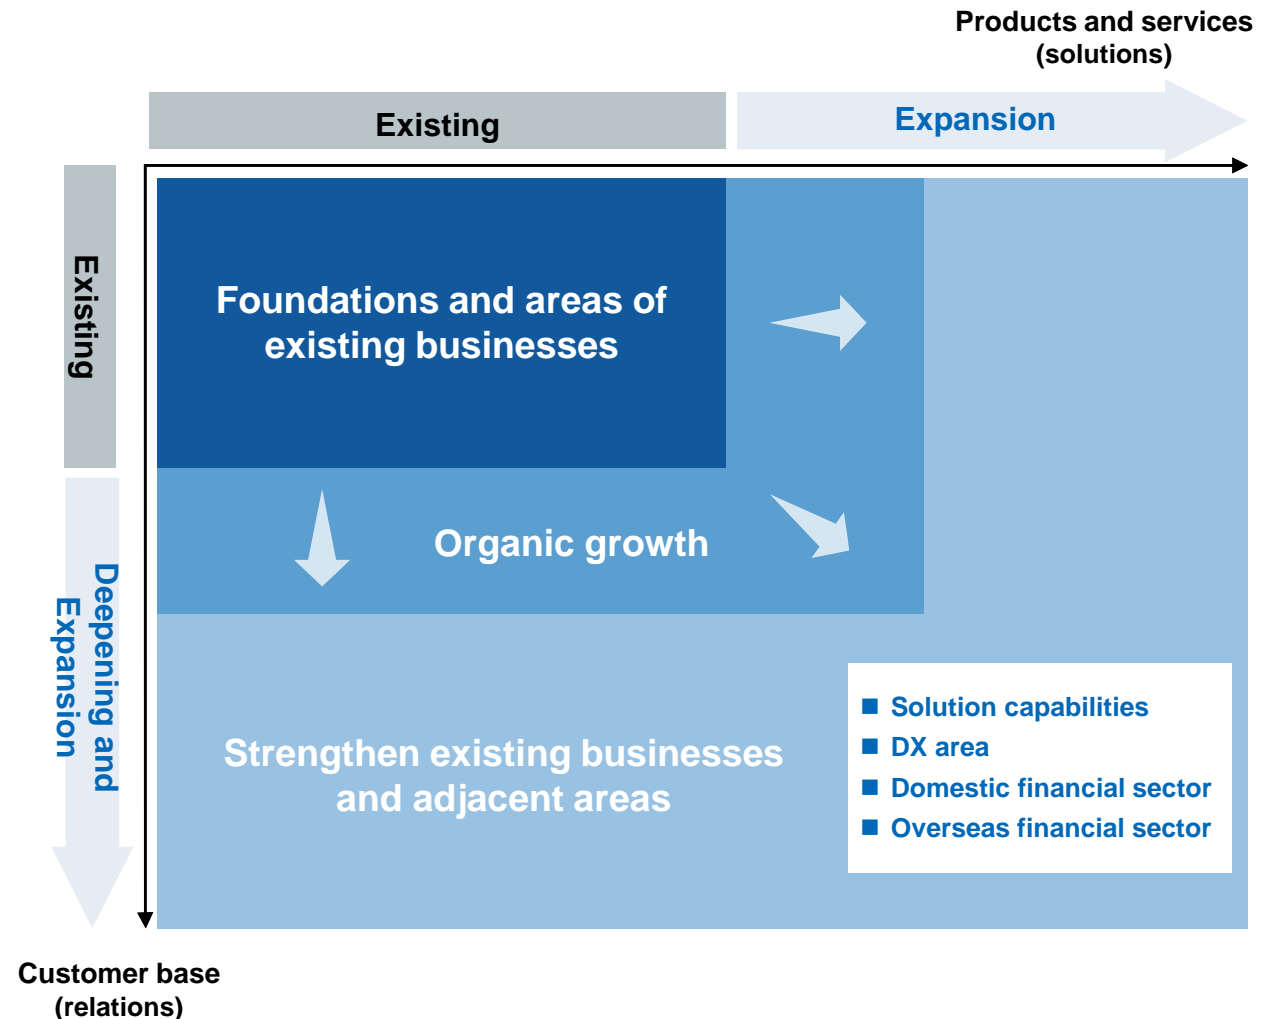 Products and services
(solutions)
Existing
Expansion
Existing
Foundations and areas of
existing businesses
Organic growth
Deepening and
Expansion
Strengthen existing businesses
and adjacent areas
Solution capabilities
DX area
Domestic financial sector
Overseas financial sector
Customer base
(relations)